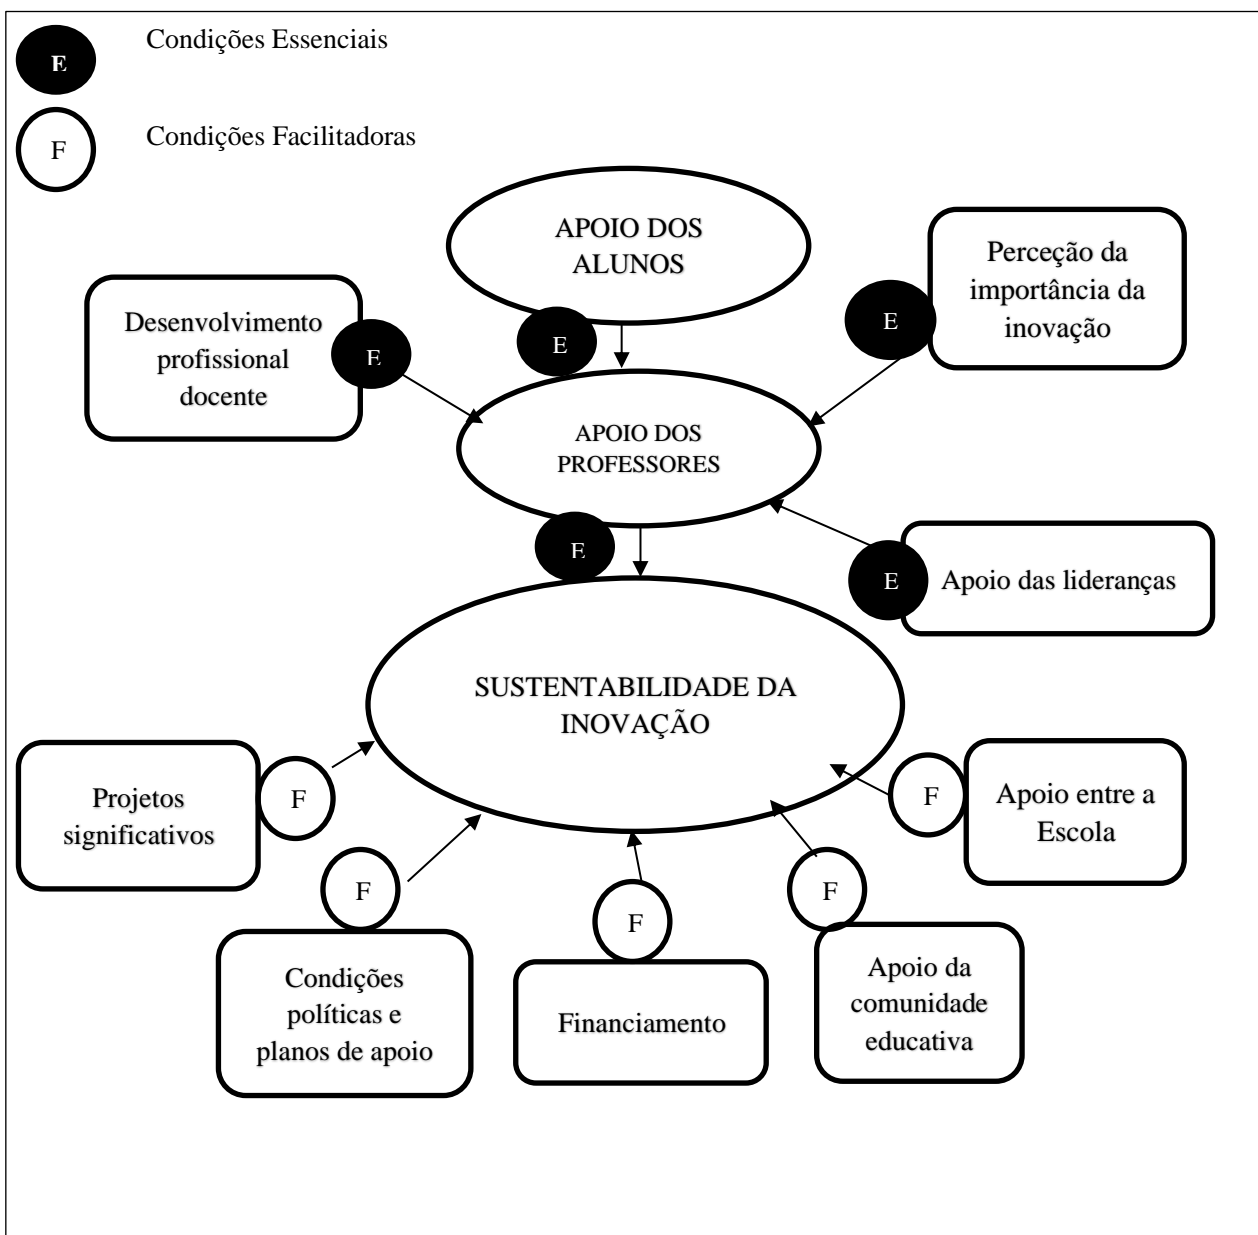 E
Condições Essenciais
F
Condições Facilitadoras
APOIO DOS
ALUNOS
Perceção da
importância da
inovação
E
Desenvolvimento
profissional
docente
E
E
APOIO DOS
PROFESSORES
E
E
Apoio das lideranças
SUSTENTABILIDADE DA
INOVAÇÃO
Projetos
significativos
F
F
Apoio entre a
Escola
F
Condições
políticas e
planos de apoio
F
Financiamento
F
Apoio da
comunidade
educativa